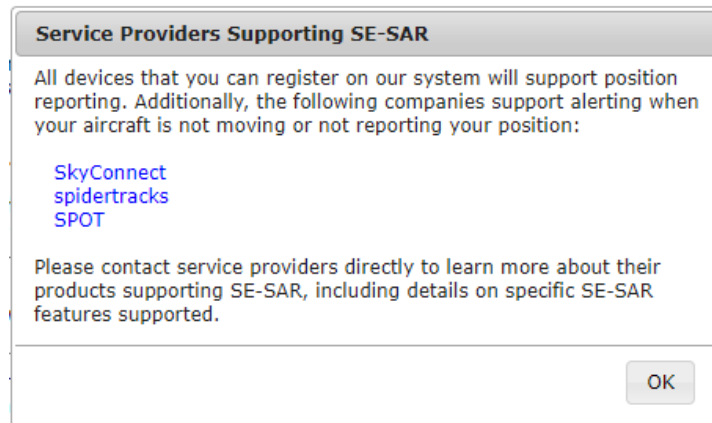 Service Providers Supporting SE-SAR
All devices that you can register on our system will support position
reporting. Additionally, the following companies support alerting when
your aircraft is not moving or not reporting your position:
SkyConnect
spidertracks
SPOT
Please contact service providers directly to learn more about their
products supporting SE-SAR, including details on specific SE-SAR
features supported.
OK